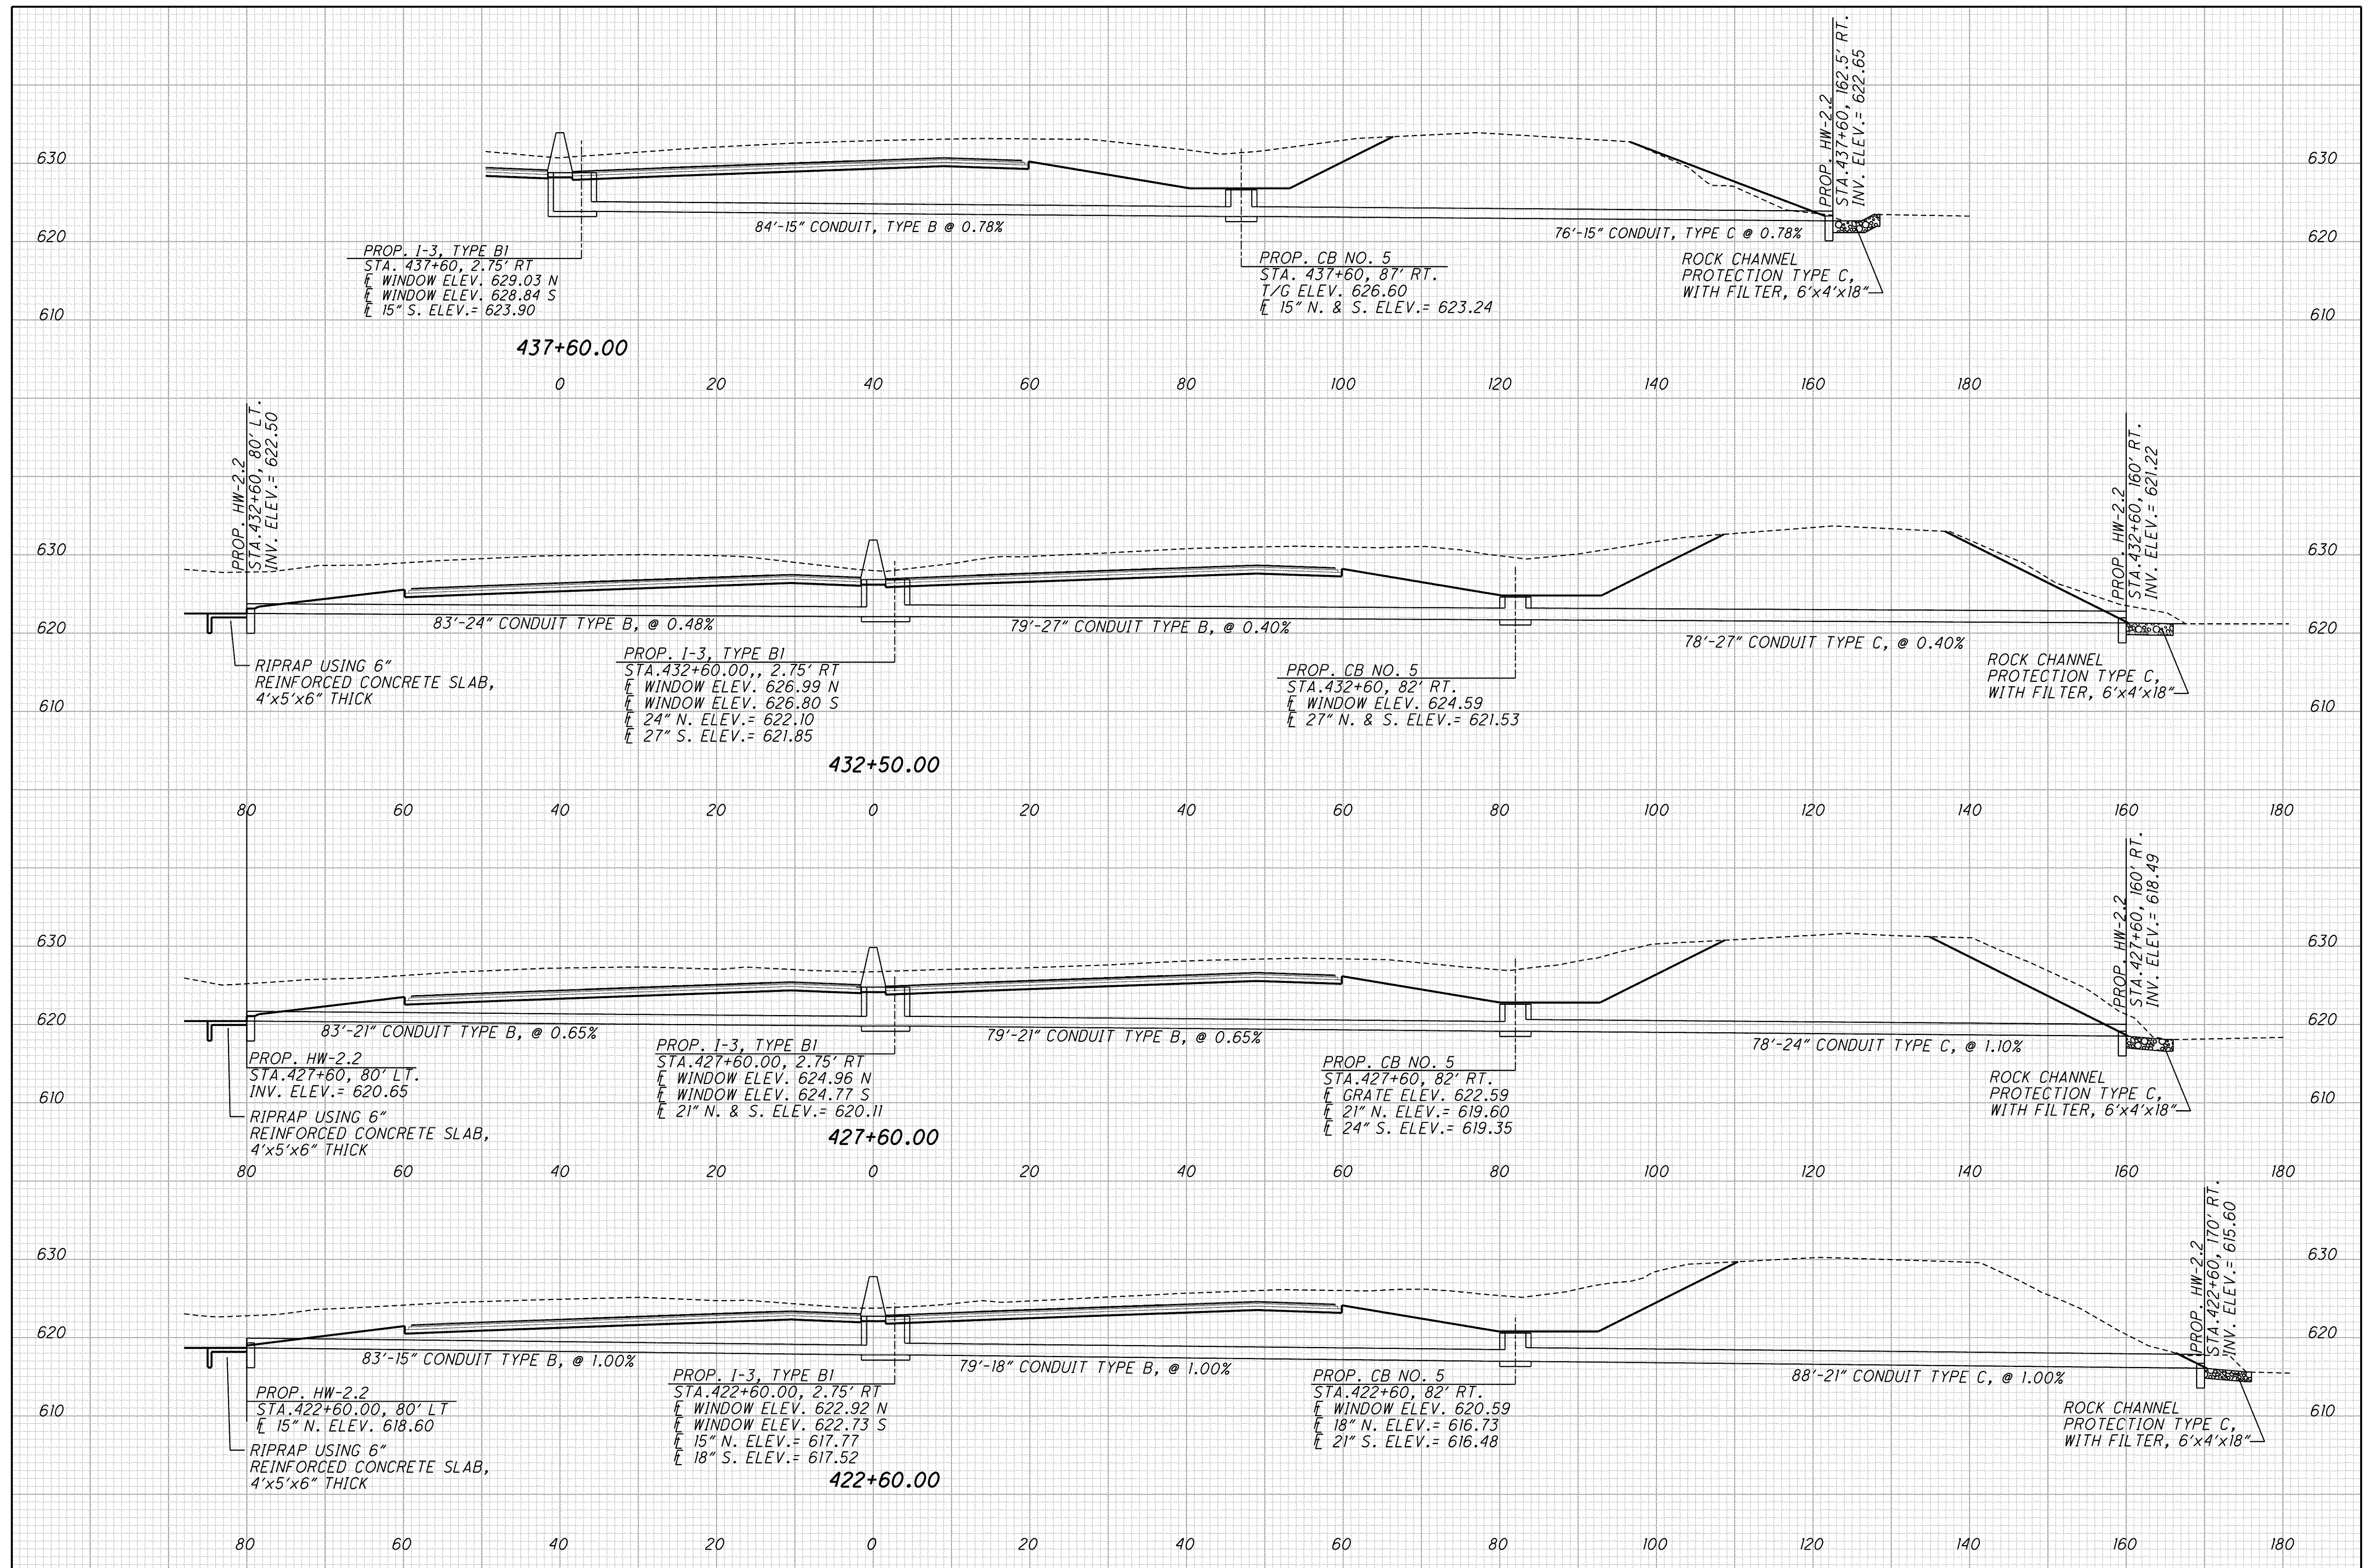 PROP. HW-2.2
STA.437+60, 162.5' RT.
INV. ELEV.= 622.65
630
630
620
620
610
610
84'-15" CONDUIT, TYPE B @ 0.78%
76'-15" CONDUIT, TYPE C @ 0.78%
PROP. I-3, TYPE B1
STA. 437+60, 2.75' RT
℄ WINDOW ELEV. 629.03 N
℄ WINDOW ELEV. 628.84 S
℄ 15" S. ELEV.= 623.90
PROP. CB NO. 5
STA. 437+60, 87' RT.
T/G ELEV. 626.60
℄ 15" N. & S. ELEV.= 623.24
ROCK CHANNEL
PROTECTION TYPE C,
WITH FILTER, 6'x4'x18"
437+60.00
0 20 40 60 80 100 120 140 160 180
PROP. HW-2.2
STA.432+60, 80' LT.
INV. ELEV.= 622.50
PROP. HW-2.2
STA.432+60, 160' RT.
INV. ELEV.= 621.22
630
630
620
620
610
610
83'-24" CONDUIT TYPE B, @ 0.48%
79'-27" CONDUIT TYPE B, @ 0.40%
78'-27" CONDUIT TYPE C, @ 0.40%
RIPRAP USING 6"
REINFORCED CONCRETE SLAB,
4'x5'x6" THICK
PROP. I-3, TYPE B1
STA.432+60.00,, 2.75' RT
℄ WINDOW ELEV. 626.99 N
℄ WINDOW ELEV. 626.80 S
℄ 24" N. ELEV.= 622.10
℄ 27" S. ELEV.= 621.85
PROP. CB NO. 5
STA.432+60, 82' RT.
℄ WINDOW ELEV. 624.59
℄ 27" N. & S. ELEV.= 621.53
ROCK CHANNEL
PROTECTION TYPE C,
WITH FILTER, 6'x4'x18"
432+50.00
80 60 40 20 0 20 40 60 80 100 120 140 160 180
PROP. HW-2.2
STA.427+60, 160' RT.
INV. ELEV.= 618.49
630
630
620
620
610
610
83'-21" CONDUIT TYPE B, @ 0.65%
79'-21" CONDUIT TYPE B, @ 0.65%
78'-24" CONDUIT TYPE C, @ 1.10%
PROP. HW-2.2
STA.427+60, 80' LT.
INV. ELEV.= 620.65
RIPRAP USING 6"
REINFORCED CONCRETE SLAB,
4'x5'x6" THICK
PROP. I-3, TYPE B1
STA.427+60.00, 2.75' RT
℄ WINDOW ELEV. 624.96 N
℄ WINDOW ELEV. 624.77 S
℄ 21" N. & S. ELEV.= 620.11
PROP. CB NO. 5
STA.427+60, 82' RT.
℄ GRATE ELEV. 622.59
℄ 21" N. ELEV.= 619.60
℄ 24" S. ELEV.= 619.35
ROCK CHANNEL
PROTECTION TYPE C,
WITH FILTER, 6'x4'x18"
427+60.00
80 60 40 20 0 20 40 60 80 100 120 140 160 180
PROP. HW-2.2
STA.422+60, 170' RT.
INV. ELEV.= 615.60
630
630
620
620
610
610
83'-15" CONDUIT TYPE B, @ 1.00%
79'-18" CONDUIT TYPE B, @ 1.00%
88'-21" CONDUIT TYPE C, @ 1.00%
PROP. HW-2.2
STA.422+60.00, 80' LT
℄ 15" N. ELEV. 618.60
RIPRAP USING 6"
REINFORCED CONCRETE SLAB,
4'x5'x6" THICK
PROP. I-3, TYPE B1
STA.422+60.00, 2.75' RT
℄ WINDOW ELEV. 622.92 N
℄ WINDOW ELEV. 622.73 S
℄ 15" N. ELEV.= 617.77
℄ 18" S. ELEV.= 617.52
PROP. CB NO. 5
STA.422+60, 82' RT.
℄ WINDOW ELEV. 620.59
℄ 18" N. ELEV.= 616.73
℄ 21" S. ELEV.= 616.48
ROCK CHANNEL
PROTECTION TYPE C,
WITH FILTER, 6'x4'x18"
422+60.00
80 60 40 20 0 20 40 60 80 100 120 140 160 180